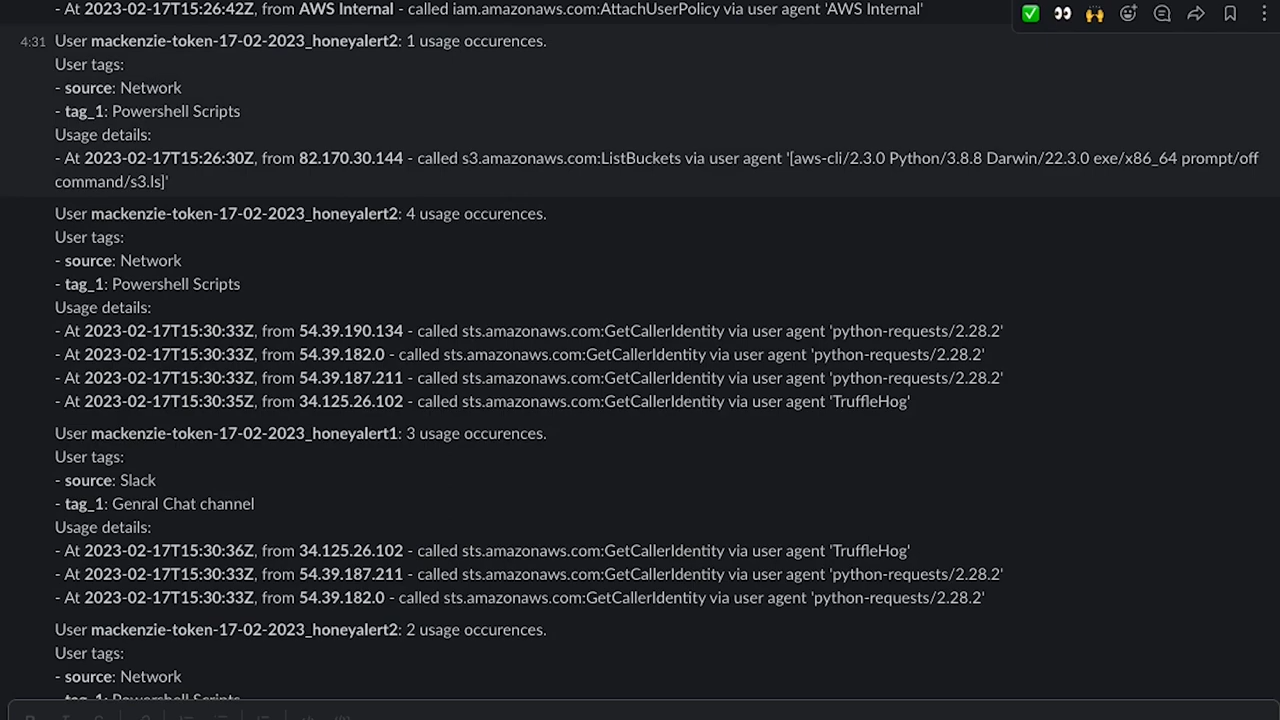 - At 2023-02-17T15:26:42Z, from AWS Internal - called iam.amazonaws.com:AttachUserPolicy via user agent 'AWS Internal'
4:31 User mackenzie-token-17-02-2023_honeyalert2: 1 usage occurences.
User tags:
- source: Network
- tag_1: Powershell Scripts
Usage details:
- At 2023-02-17T15:26:30Z, from 82.170.30.144 - called s3.amazonaws.com:ListBuckets via user agent '[aws-cli/2.3.0 Python/3.8.8 Darwin/22.3.0 exe/x86_64 prompt/off
command/s3.ls]'
User mackenzie-token-17-02-2023_honeyalert2: 4 usage occurences.
User tags:
- source: Network
- tag_1: Powershell Scripts
Usage details:
- At 2023-02-17T15:30:33Z, from 54.39.190.134 - called sts.amazonaws.com:GetCallerIdentity via user agent 'python-requests/2.28.2'
- At 2023-02-17T15:30:33Z, from 54.39.182.0 - called sts.amazonaws.com:GetCallerIdentity via user agent 'python-requests/2.28.2'
- At 2023-02-17T15:30:33Z, from 54.39.187.211 - called sts.amazonaws.com:GetCallerIdentity via user agent 'python-requests/2.28.2'
- At 2023-02-17T15:30:35Z, from 34.125.26.102 - called sts.amazonaws.com:GetCallerIdentity via user agent 'TruffleHog'
User mackenzie-token-17-02-2023_honeyalert1: 3 usage occurences.
User tags:
- source: Slack
- tag_1: Genral Chat channel
Usage details:
- At 2023-02-17T15:30:36Z, from 34.125.26.102 - called sts.amazonaws.com:GetCallerIdentity via user agent 'TruffleHog'
- At 2023-02-17T15:30:33Z, from 54.39.187.211 - called sts.amazonaws.com:GetCallerIdentity via user agent 'python-requests/2.28.2'
- At 2023-02-17T15:30:33Z, from 54.39.182.0 - called sts.amazonaws.com:GetCallerIdentity via user agent 'python-requests/2.28.2'
User mackenzie-token-17-02-2023_honeyalert2: 2 usage occurences.
User tags:
- source: Network
- tag_1: Powershell Scripts